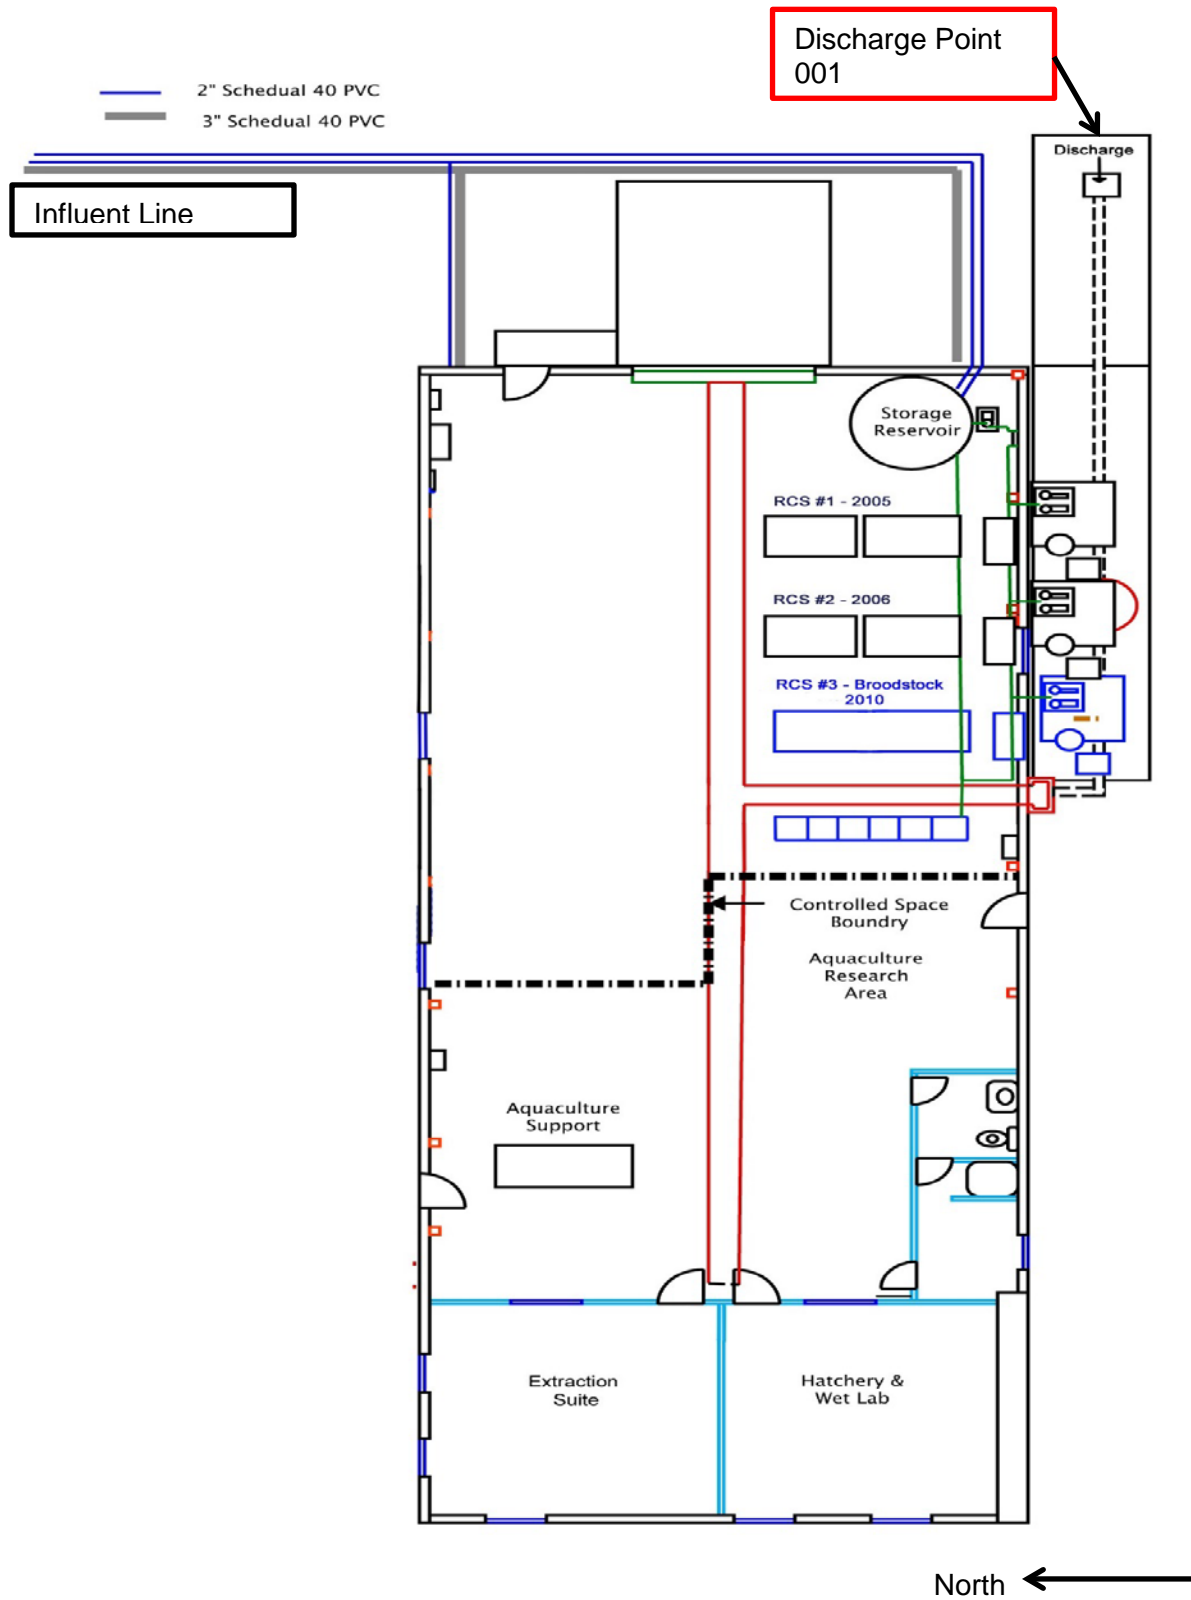 Discharge Point
001
2" Schedual 40 PVC
3" Schedual 40 PVC
Discharge
Influent Line
Storage
Reservoir
RCS #1 - 2005
RCS #2 - 2006
RCS #3 - Broodstock
2010
Controlled Space
Boundry
Aquaculture
Research
Area
Aquaculture
Support
Extraction
Suite
Hatchery &
Wet Lab
North